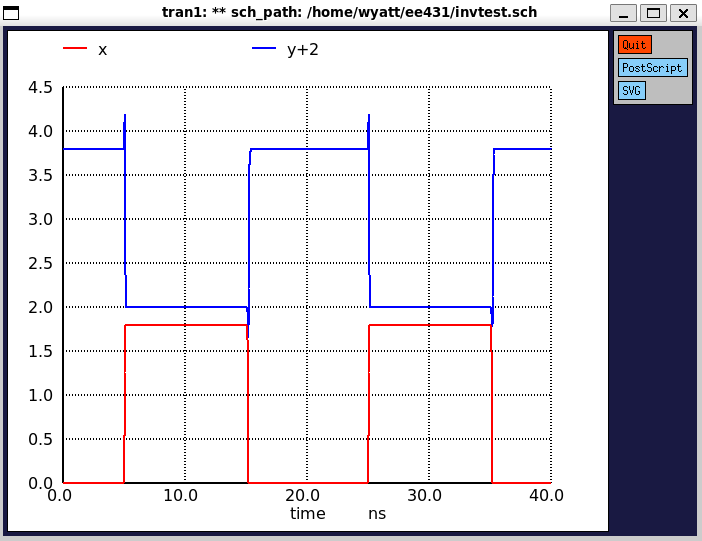 tran1: ** sch_path: /home/wyatt/ee431/invtest.sch
x y+2
Quit
PostScript
SVG
4.5
4.0
3.5
3.0
2.5
2.0
1.5
1.0
0.5
0.0
0.0 10.0 20.0 30.0 40.0
time ns